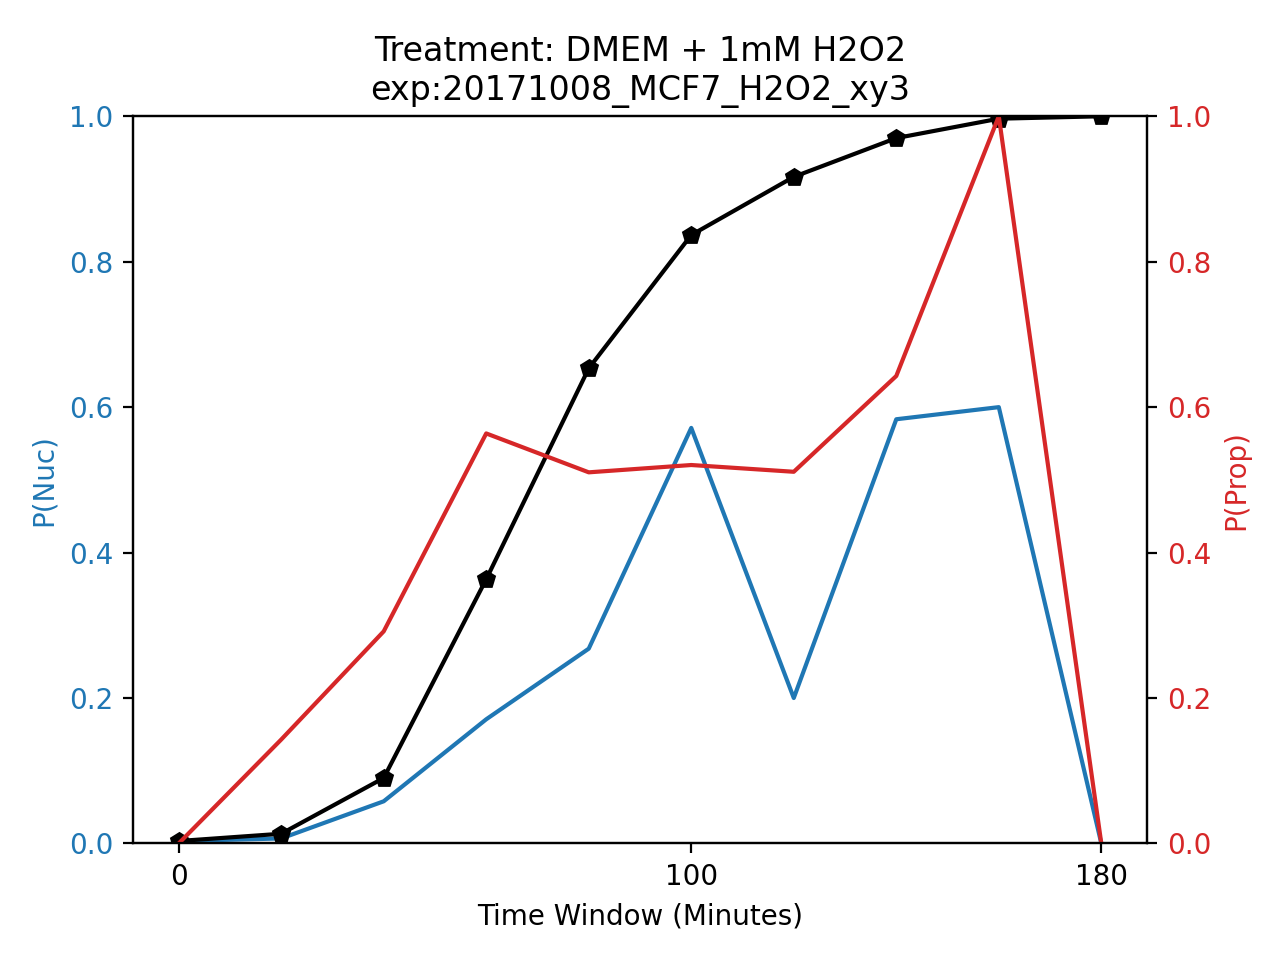 Treatment: DMEM + 1mM H2O2
exp:20171008_MCF7_H2O2_xy3
1.0
0.8
0.6
0.4
0.2
0.0
P(Nuc)
1.0
0.8
0.6
0.4
0.2
0.0
P(Prop)
0 100 180
Time Window (Minutes)